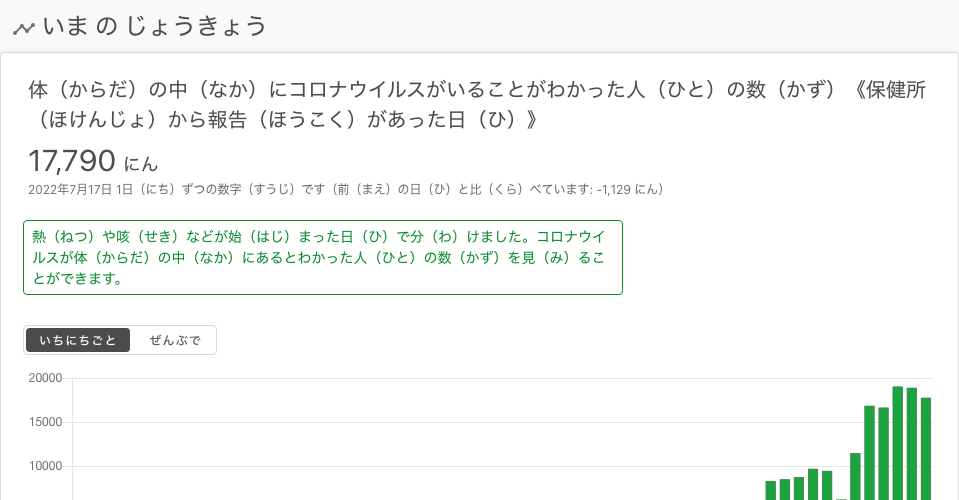 いま の じょうきょう
体（からだ）の中（なか）にコロナウイルスがいることがわかった人（ひと）の数（かず）《保健所
（ほけんじょ）から報告（ほうこく）があった日（ひ）》
17,790 にん
2022年7月17日 1日（にち）ずつの数字（すうじ）です（前（まえ）の日（ひ）と比（くら）べています: -1,129 にん）
熱（ねつ）や咳（せき）などが始（はじ）まった日（ひ）で分（わ）けました。コロナウイ
ルスが体（からだ）の中（なか）にあるとわかった人（ひと）の数（かず）を見（み）るこ
とができます。
いちにちごと ぜんぶで
20000
15000
10000